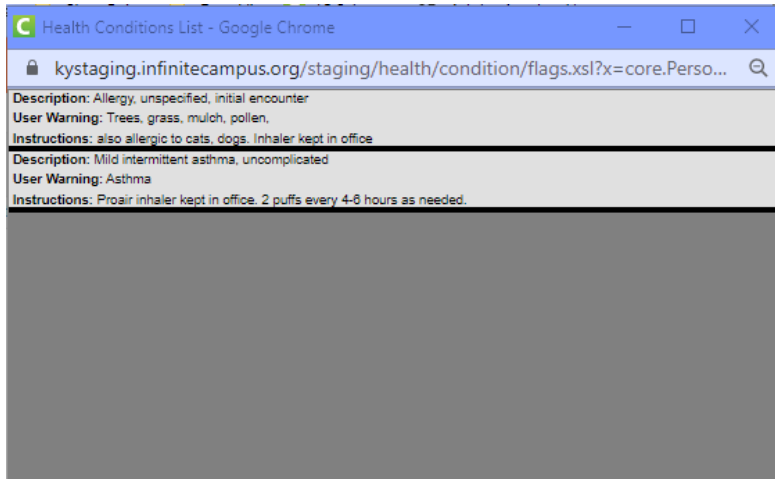 Health Conditions List - Google Chrome
kystaging.infinitecampus.org/staging/health/condition/flags.xsl?x=core.Perso...
Description: Allergy, unspecified, initial encounter
User Warning: Trees, grass, mulch, pollen,
Instructions: also allergic to cats, dogs. Inhaler kept in office
Description: Mild intermittent asthma, uncomplicated
User Warning: Asthma
Instructions: Proair inhaler kept in office. 2 puffs every 4-6 hours as needed.